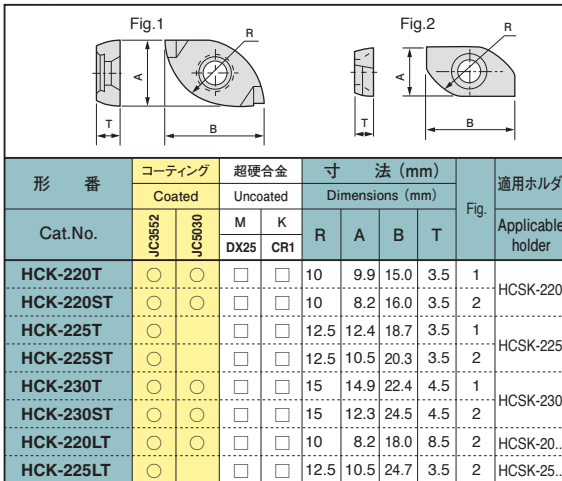 Fig.1
Fig.2
R
A
T
B
R
A
T
B
形 番
コーティング
超硬合金
寸 法 (mm)
Fig.
適用ホルダ
Coated
Uncoated
Dimensions (mm)
Cat.No.
JC3552
JC5030
M
K
R
A
B
T
Applicable
holder
DX25
CR1
HCK-220T ○ ○ □ □ 10 9.9 15.0 3.5 1
HCSK-220
HCK-220ST ○ ○ □ □ 10 8.2 16.0 3.5 2
HCK-225T ○ □ □ 12.5 12.4 18.7 3.5 1
HCSK-225
HCK-225ST ○ □ □ 12.5 10.5 20.3 3.5 2
HCK-230T ○ ○ □ □ 15 14.9 22.4 4.5 1
HCSK-230
HCK-230ST ○ ○ □ □ 15 12.3 24.5 4.5 2
HCK-220LT ○ ○ □ □ 10 8.2 18.0 8.5 2 HCSK-20..
HCK-225LT ○ □ □ 12.5 10.5 24.7 3.5 2 HCSK-25..